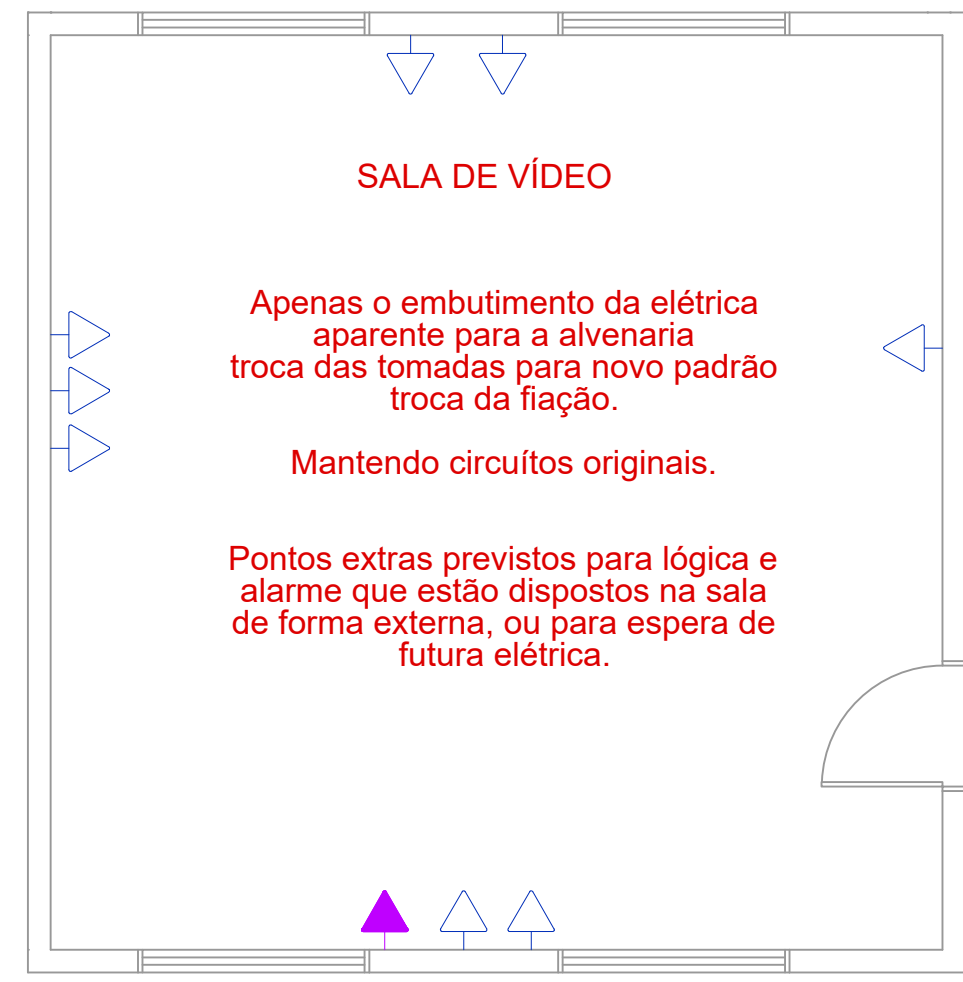 SALA DE VÍDEO
Apenas o embutimento da elétrica
aparente para a alvenaria
troca das tomadas para novo padrão
troca da fiação.
Mantendo circuítos originais.
Pontos extras previstos para lógica e
alarme que estão dispostos na sala
de forma externa, ou para espera de
futura elétrica.